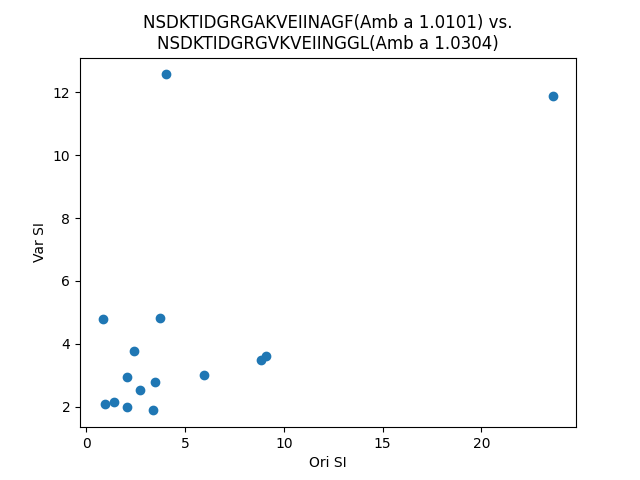 NSDKTIDGRGAKVEIINAGF(Amb a 1.0101) vs.
NSDKTIDGRGVKVEIINGGL(Amb a 1.0304)
12
10
8
6
4
2
Var SI
0
5
10
15
20
Ori SI